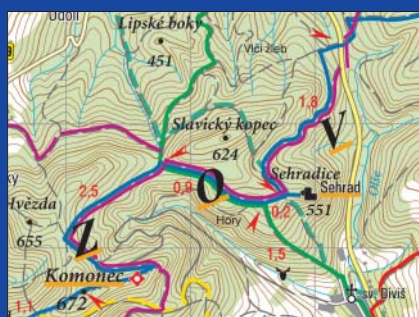 Údolí
Lipské boky
451
Vlčí žleb
1,8
Slavický kopec
624
V
Sehradice
Sehrad
551
0,9
O
0,2
Hory
2,5
Hvězda
655
Z
1,5
Komonec
672
1,1
sv. Diviš